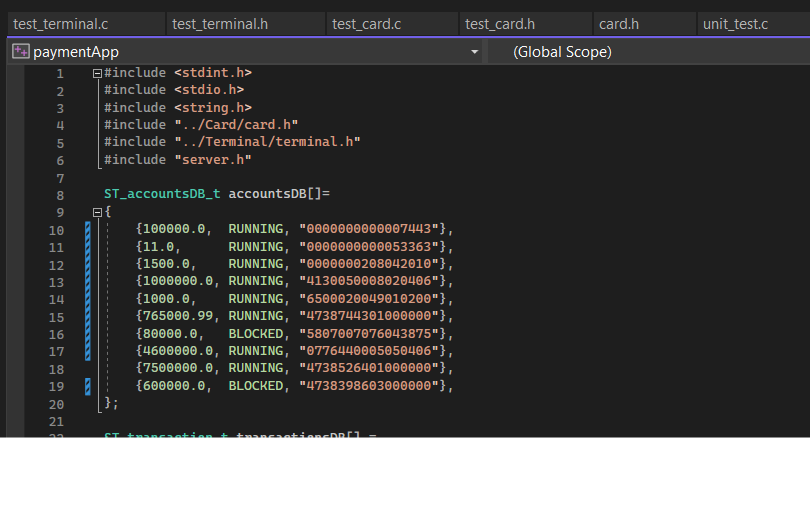 test_terminal.c test_terminal.h test_card.c test_card.h card.h unit_test.c
paymentApp (Global Scope)
1 #include <stdint.h>
2 #include <stdio.h>
3 #include <string.h>
4 #include "../Card/card.h"
5 #include "../Terminal/terminal.h"
6 #include "server.h"
7
8 ST_accountsDB_t accountsDB[]=
9 {
10 {100000.0, RUNNING, "0000000000007443"},
11 {11.0, RUNNING, "0000000000053363"},
12 {1500.0, RUNNING, "0000000208042010"},
13 {1000000.0, RUNNING, "4130050008020406"},
14 {1000.0, RUNNING, "6500020049010200"},
15 {765000.99, RUNNING, "4738744301000000"},
16 {80000.0, BLOCKED, "5807007076043875"},
17 {4600000.0, RUNNING, "0776440005050406"},
18 {7500000.0, RUNNING, "4738526401000000"},
19 {600000.0, BLOCKED, "4738398603000000"},
20 };
21
22 ST_transaction_t transactionsDB[] =